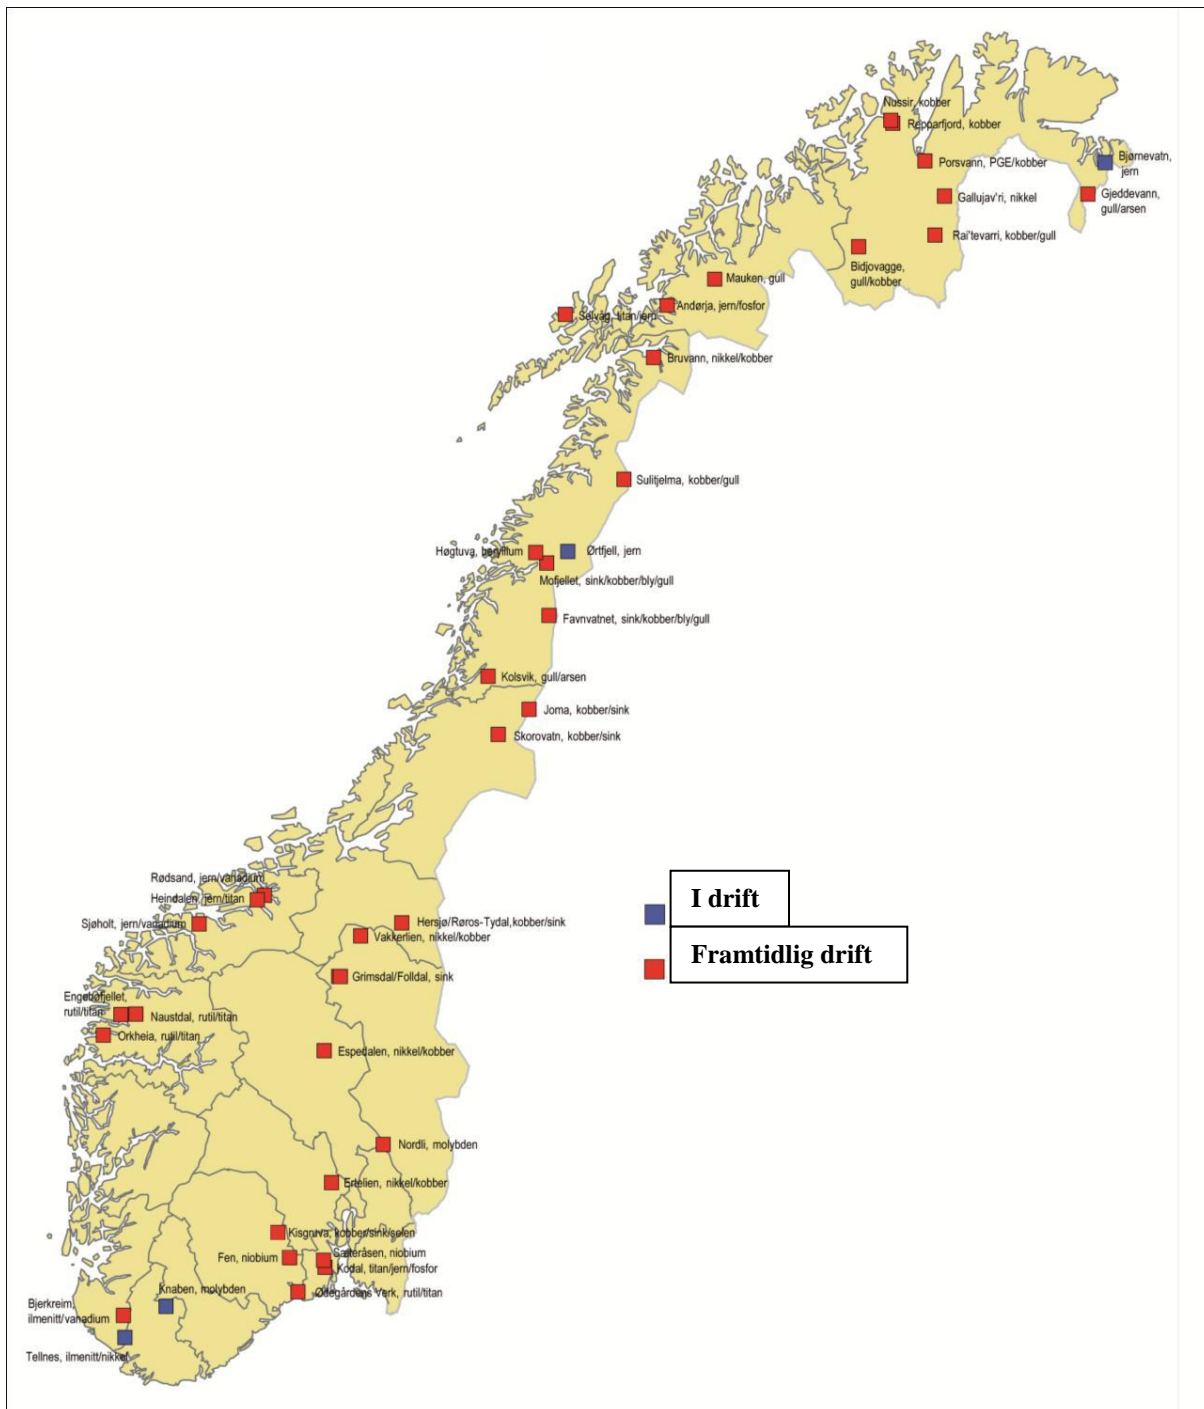 Nussir, kobber
Repparfjord, kobber
Porsvann, PGE/kobber
Bjørnevatn,
jern
Gallujav'ri, nikkel
Gjeddevann,
gull/arsen
Rai'tevarri, kobber/gull
Bidjovagge,
gull/kobber
Mauken, gull
Andørja, jern/fosfor
Selvåg, titan/jern
Bruvann, nikkel/kobber
Sulitjelma, kobber/gull
Høgtuva, beryllium
Ørtfjell, jern
Mofjellet, sink/kobber/bly/gull
Favnvatnet, sink/kobber/bly/gull
Kolsvik, gull/arsen
Joma, kobber/sink
Skorovatn, kobber/sink
Rødsand, jern/vanadium
Heindalen, jern/titan
Sjøholt, jern/vanadium
I drift
Framtidlig drift
Hersjø/Røros-Tydal,kobber/sink
Vakkerlien, nikkel/kobber
Grimsdal/Folldal, sink
Engebøfjellet,
rutil/titan
Naustdal, rutil/titan
Orkheia, rutil/titan
Espedalen, nikkel/kobber
Nordli, molybden
Ertelien, nikkel/kobber
Kisgruva, kobber/sink/selen
Sæteråsen, niobium
Fen, niobium
Kodal, titan/jern/fosfor
Ødegårdens Verk, rutil/titan
Knaben, molybden
Bjerkreim,
ilmenitt/vanadium
Tellnes, ilmenitt/nikkel